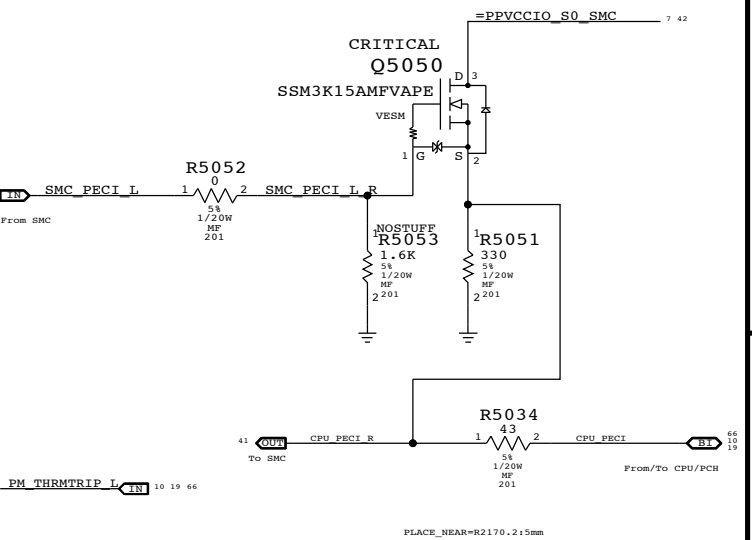 =PPVCCIO_S0_SMC
7 42
CRITICAL
Q5050
SSM3K15AMFVAPE
VESM
D 3
1 G S 2
R5052
0
IN
SMC_PECI_L
1 2
SMC_PECI_L_R
From SMC
5%
1/20W
MF
201
NOSTUFF
1
R5053
1.6K
5%
1/20W
MF
2 201
1
R5051
330
5%
1/20W
MF
2 201
R5034
43
41 OUT
CPU_PECI_R
1 2
CPU_PECI
BI
66
10
19
To SMC
5%
1/20W
MF
201
From/To CPU/PCH
PM_THRMTRIP_L
IN
10 19 66
PLACE_NEAR=R2170.2:5mm